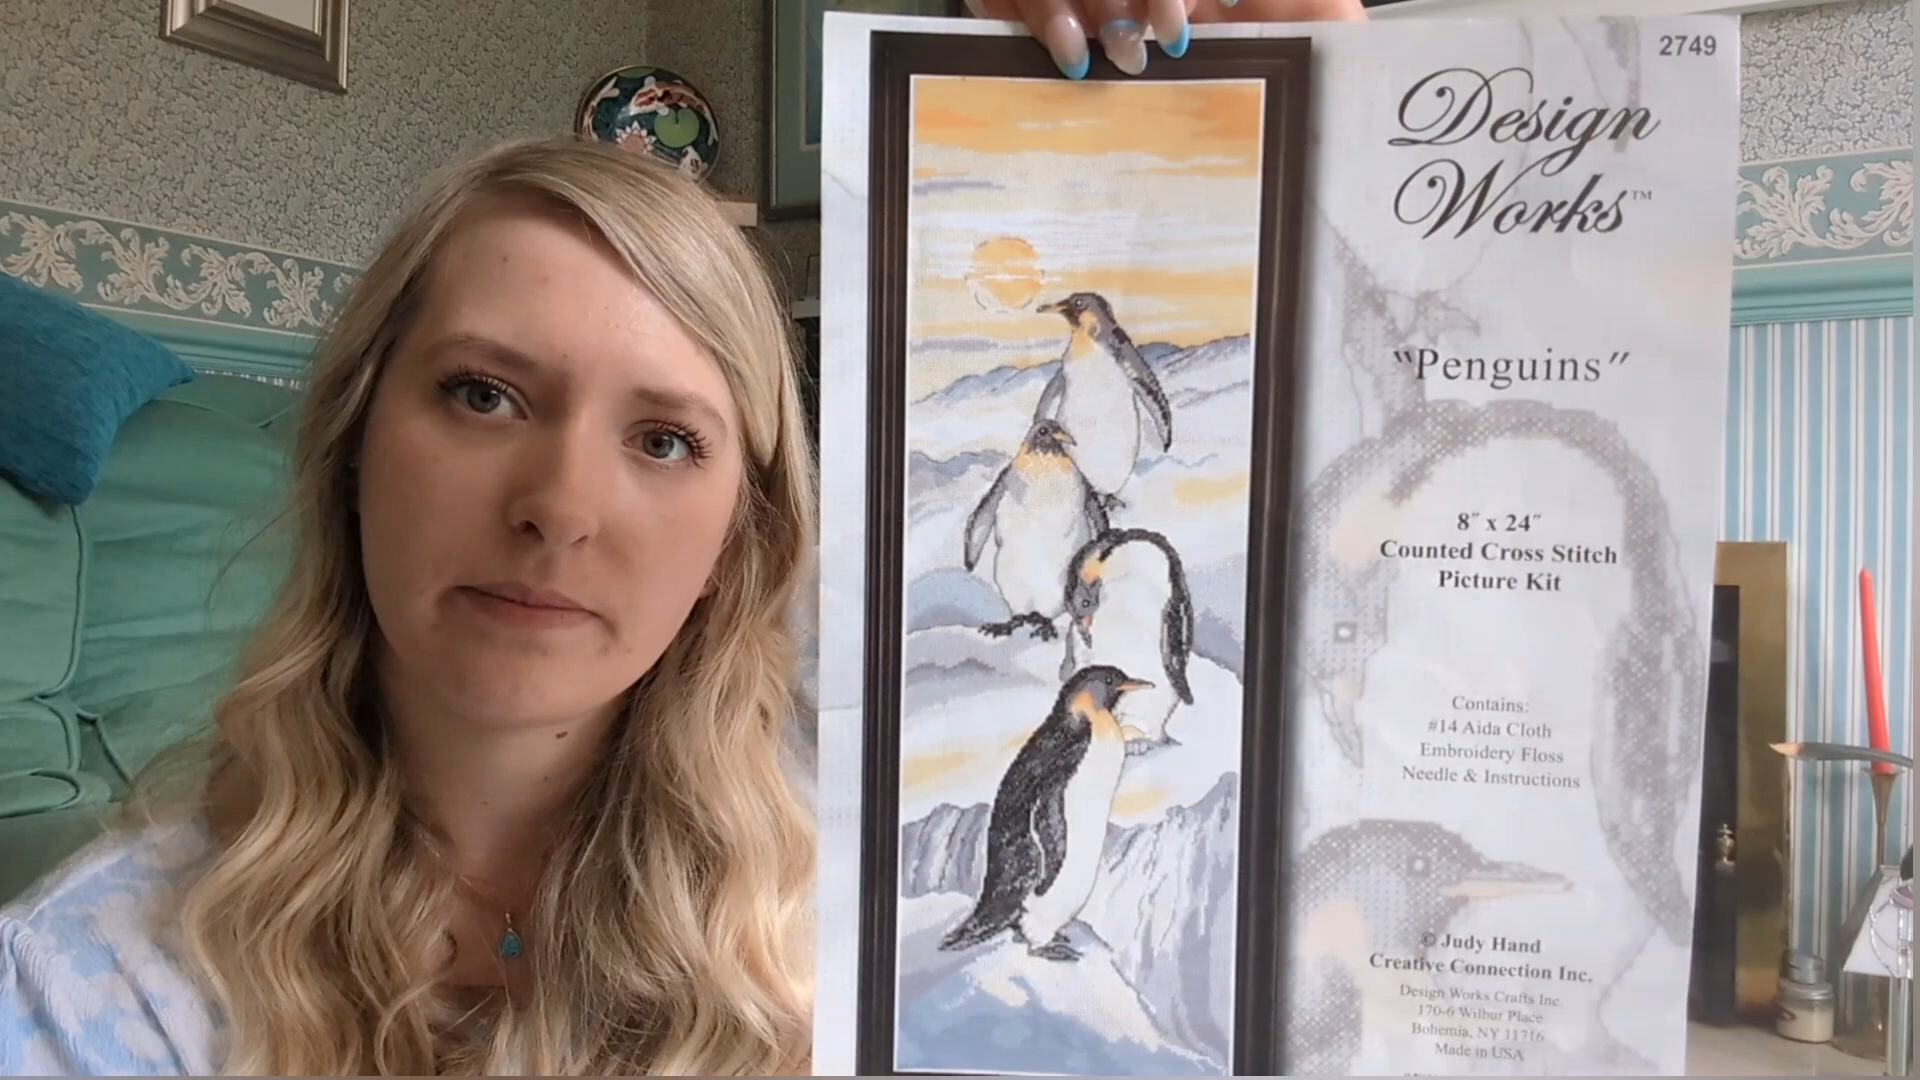 2749
Design
Works™
"Penguins"
8" x 24"
Counted Cross Stitch
Picture Kit
Contains:
#14 Aida Cloth
Embroidery Floss
Needle & Instructions
© Judy Hand
Creative Connection Inc.
Design Works Crafts Inc.
170-6 Wilbur Place
Bohemia, NY 11716
Made in USA